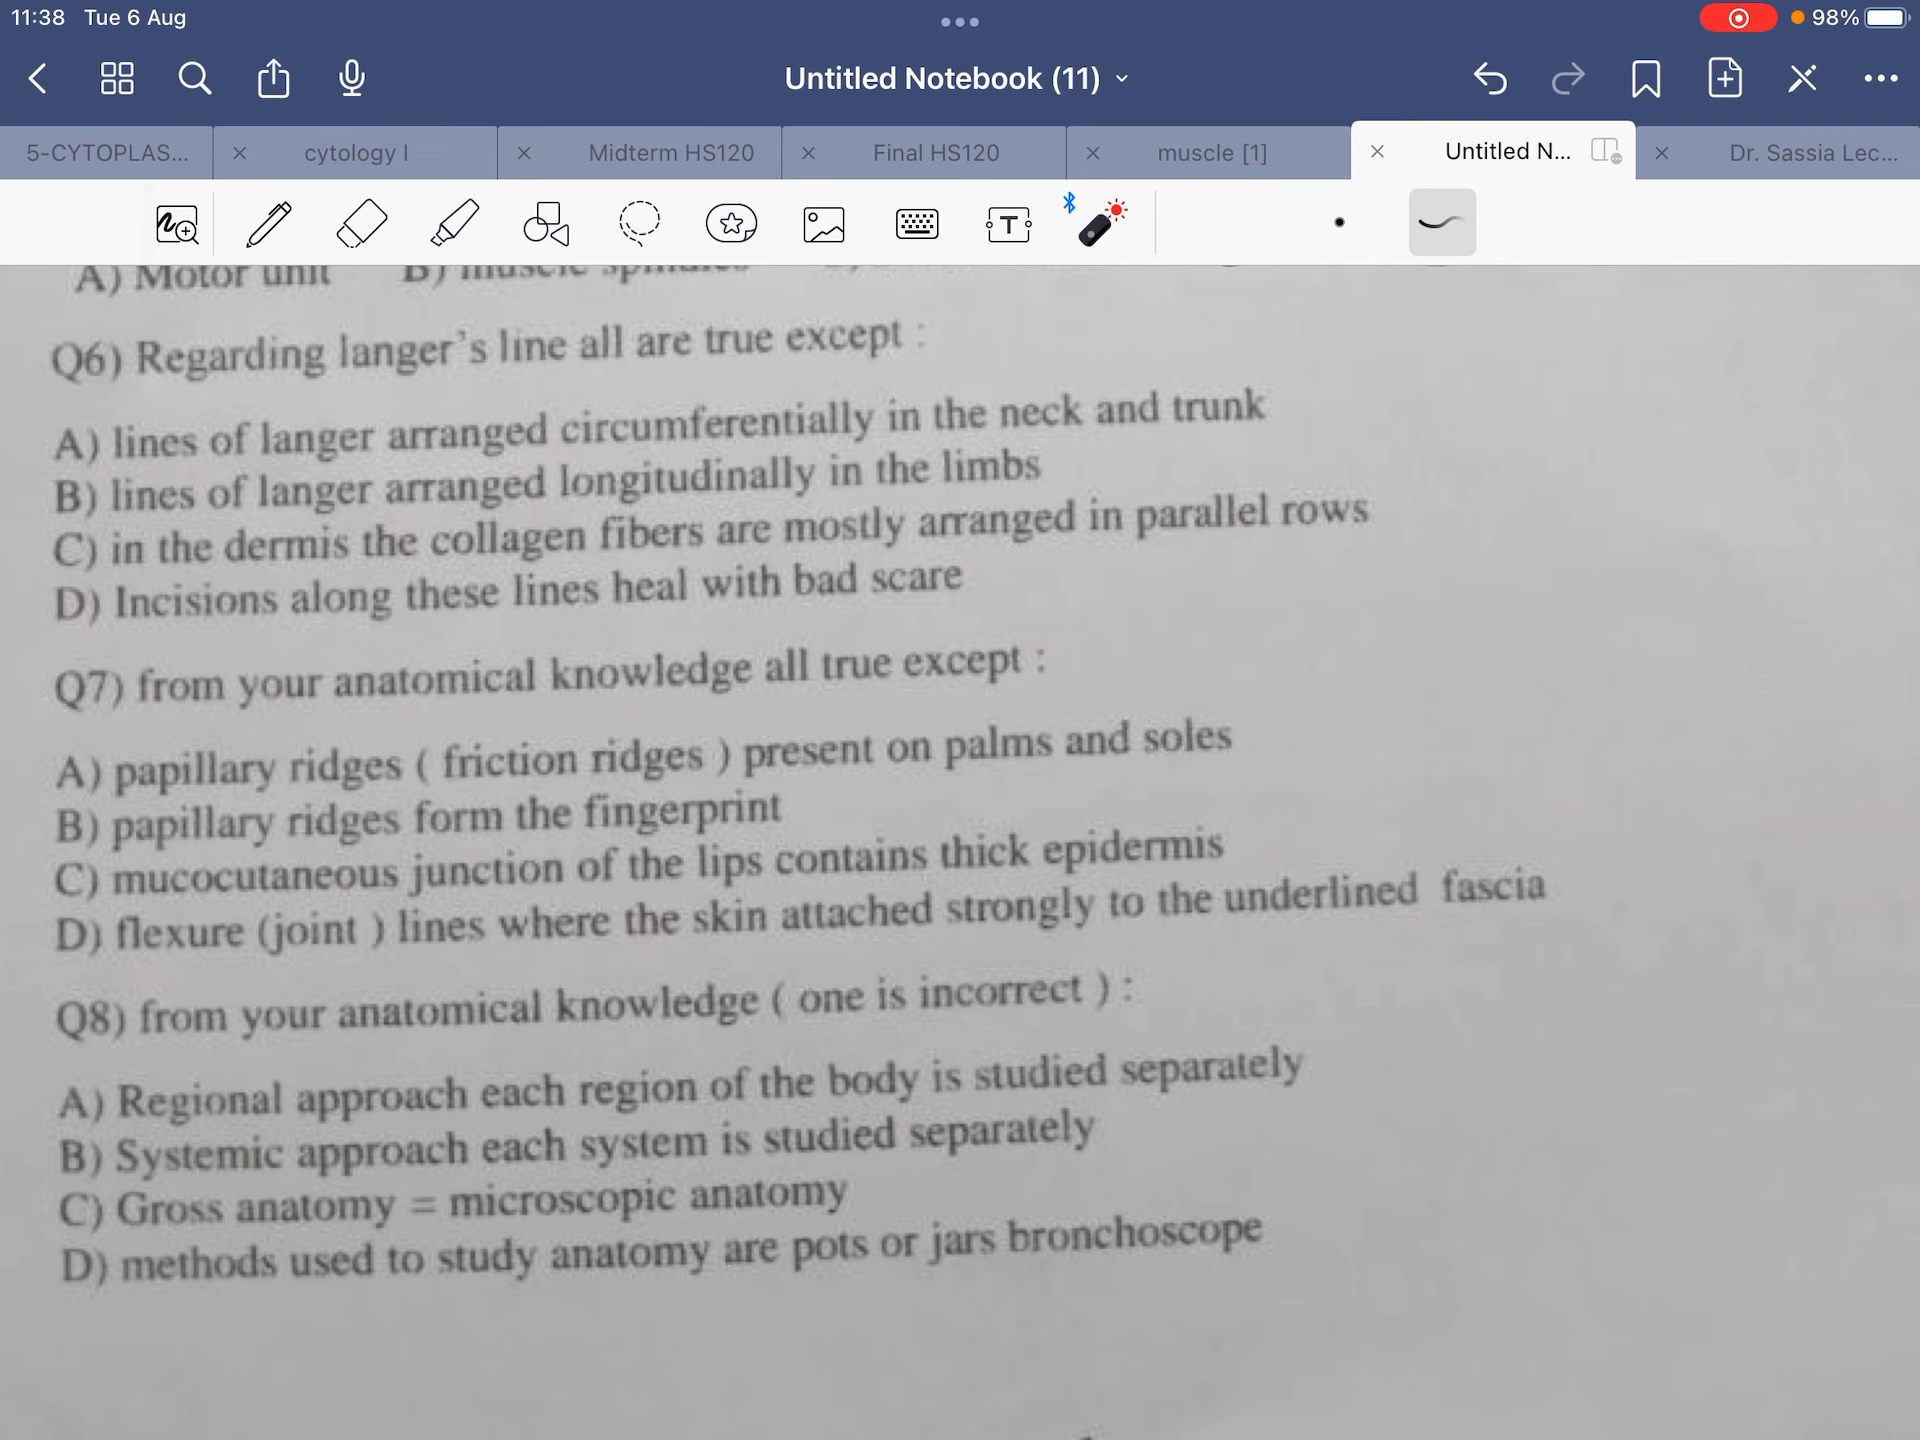 11:38 Tue 6 Aug
98%
Untitled Notebook (11)
5-CYTOPLAS...
cytology I
Midterm HS120
Final HS120
muscle [1]
Untitled N...
Dr. Sassia Lec...
A) Motor unit B) muscle spindles
Q6) Regarding langer's line all are true except :
A) lines of langer arranged circumferentially in the neck and trunk
B) lines of langer arranged longitudinally in the limbs
C) in the dermis the collagen fibers are mostly arranged in parallel rows
D) Incisions along these lines heal with bad scare
Q7) from your anatomical knowledge all true except :
A) papillary ridges ( friction ridges ) present on palms and soles
B) papillary ridges form the fingerprint
C) mucocutaneous junction of the lips contains thick epidermis
D) flexure (joint ) lines where the skin attached strongly to the underlined fascia
Q8) from your anatomical knowledge ( one is incorrect ) :
A) Regional approach each region of the body is studied separately
B) Systemic approach each system is studied separately
C) Gross anatomy = microscopic anatomy
D) methods used to study anatomy are pots or jars bronchoscope